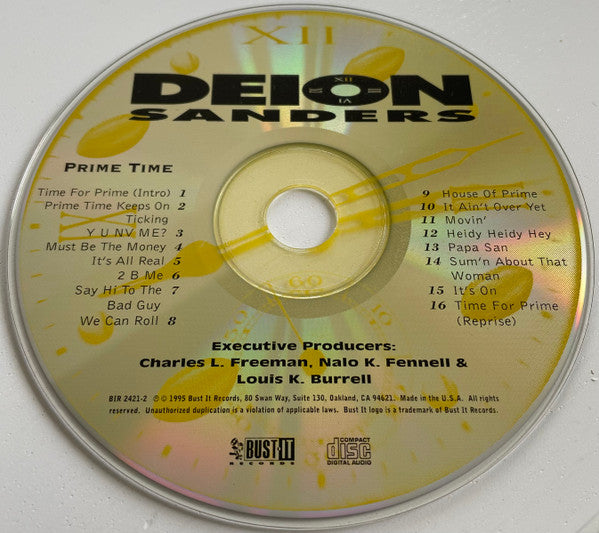 XII
DEION
XII
IV
SANDERS
PRIME TIME
Time For Prime (Intro) 1
Prime Time Keeps On 2
Ticking
Y U NV ME? 3
Must Be The Money 4
It's All Real 5
2 B Me 6
Say Hi To The 7
Bad Guy
We Can Roll 8
9 House Of Prime
10 It Ain't Over Yet
11 Movin'
12 Heidy Heidy Hey
13 Papa San
14 Sum'n About That
Woman
15 It's On
16 Time For Prime
(Reprise)
60
Executive Producers:
Charles L. Freeman, Nalo K. Fennell &
Louis K. Burrell
BIR 2421-2 ℗ © 1995 Bust It Records, 80 Swan Way, Suite 130, Oakland, CA 94621. Made in the U.S.A. All rights
reserved. Unauthorized duplication is a violation of applicable laws. Bust It logo is a trademark of Bust It Records.
BUST IT
RECORDS
COMPACT
disc
DIGITAL AUDIO